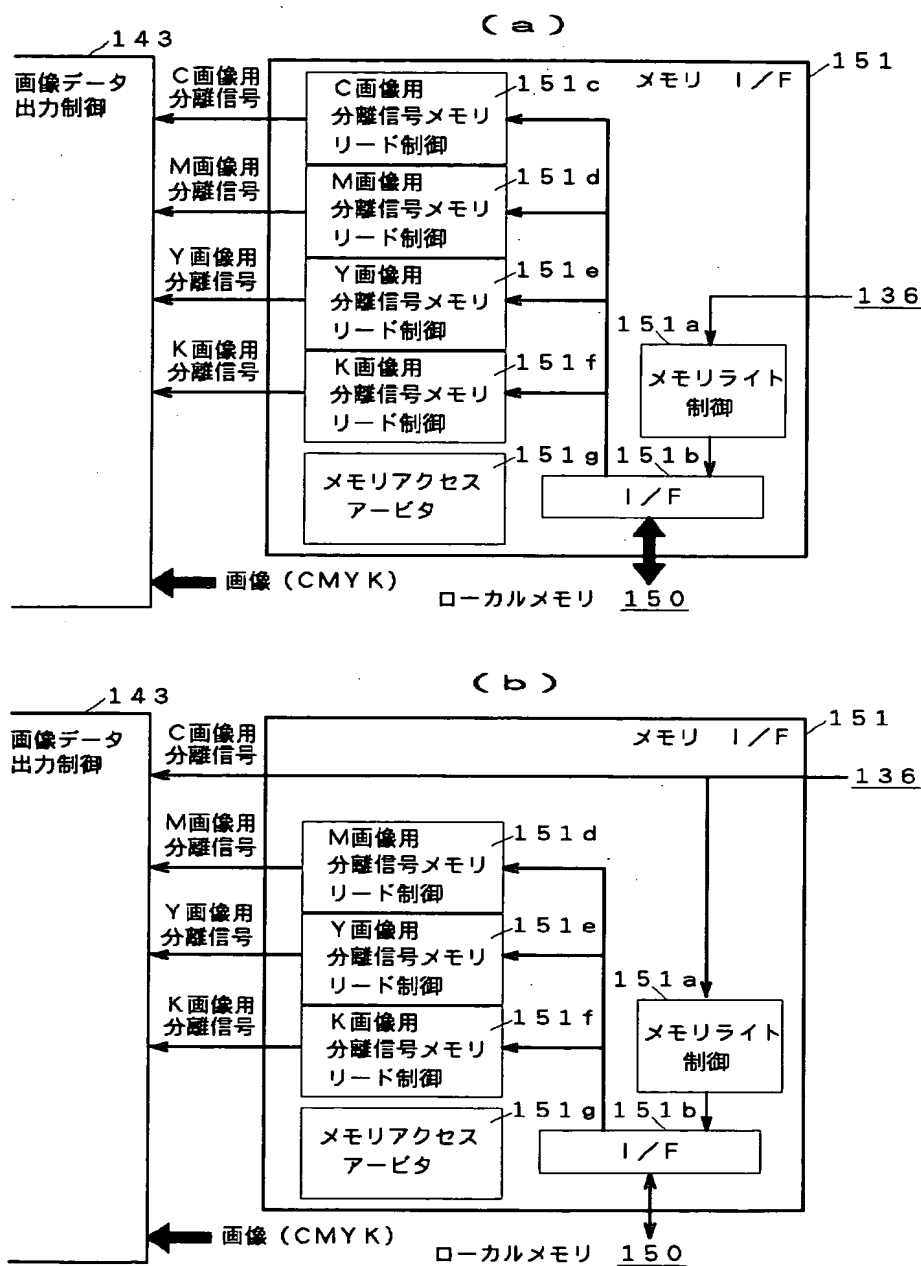 (a)
143
画像データ
出力制御
C画像用
分離信号
M画像用
分離信号
Y画像用
分離信号
K画像用
分離信号
画像(CMYK)
メモリ I/F
151
C画像用
分離信号メモリ
リード制御
151c
M画像用
分離信号メモリ
リード制御
151d
Y画像用
分離信号メモリ
リード制御
151e
K画像用
分離信号メモリ
リード制御
151f
メモリアクセス
アービタ
151g
136
151a
メモリライト
制御
151b
I/F
ローカルメモリ 150
(b)
143
画像データ
出力制御
C画像用
分離信号
M画像用
分離信号
Y画像用
分離信号
K画像用
分離信号
画像(CMYK)
メモリ I/F
151
136
M画像用
分離信号メモリ
リード制御
151d
Y画像用
分離信号メモリ
リード制御
151e
K画像用
分離信号メモリ
リード制御
151f
メモリアクセス
アービタ
151g
151a
メモリライト
制御
151b
I/F
ローカルメモリ 150